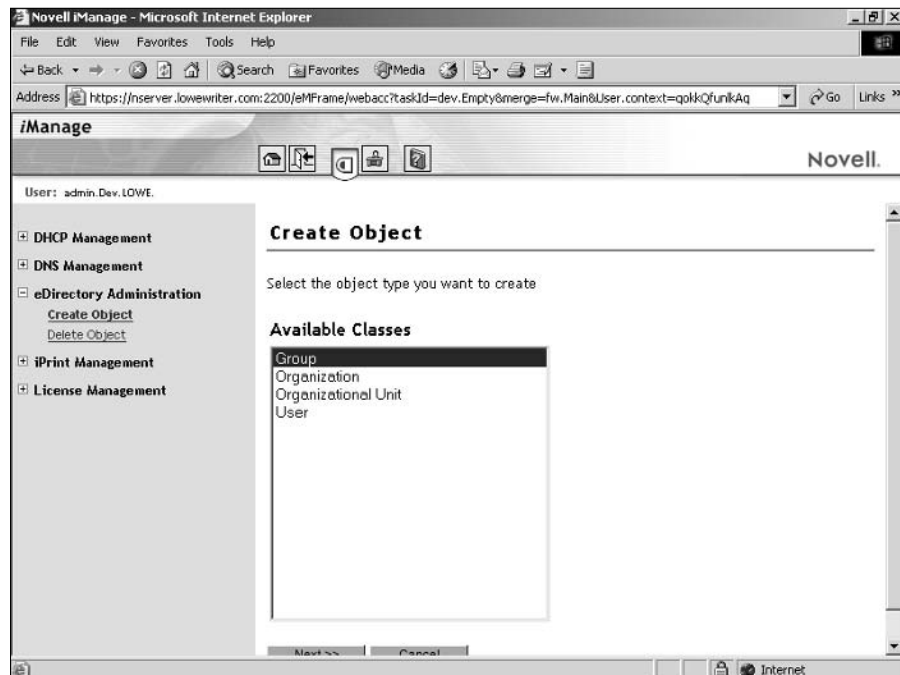 Novell iManage - Microsoft Internet Explorer
File Edit View Favorites Tools Help
Back Search Favorites Media
Address https://nserver.lowewriter.com:2200/eMFrame/webacc?taskId=dev.Empty&merge=fw.Main&User.context=qokkQfunlkAq Go Links »
iManage
Novell.
User: admin.Dev.LOWE.
DHCP Management
DNS Management
eDirectory Administration
Create Object
Delete Object
iPrint Management
License Management
Create Object
Select the object type you want to create
Available Classes
Group
Organization
Organizational Unit
User
Next >> Cancel
Internet